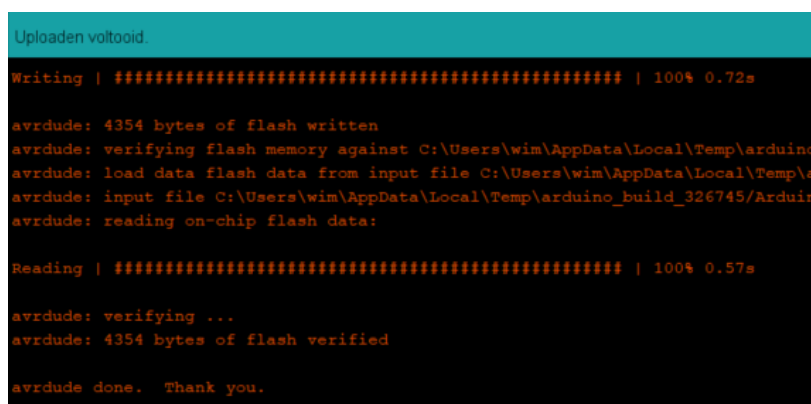 Uploaden voltooid.
Writing | ################################################## | 100% 0.72s
avrdude: 4354 bytes of flash written
avrdude: verifying flash memory against C:\Users\wim\AppData\Local\Temp\arduino
avrdude: load data flash data from input file C:\Users\wim\AppData\Local\Temp\a
avrdude: input file C:\Users\wim\AppData\Local\Temp\arduino_build_326745/Arduin
avrdude: reading on-chip flash data:
Reading | ################################################## | 100% 0.57s
avrdude: verifying ...
avrdude: 4354 bytes of flash verified
avrdude done.  Thank you.